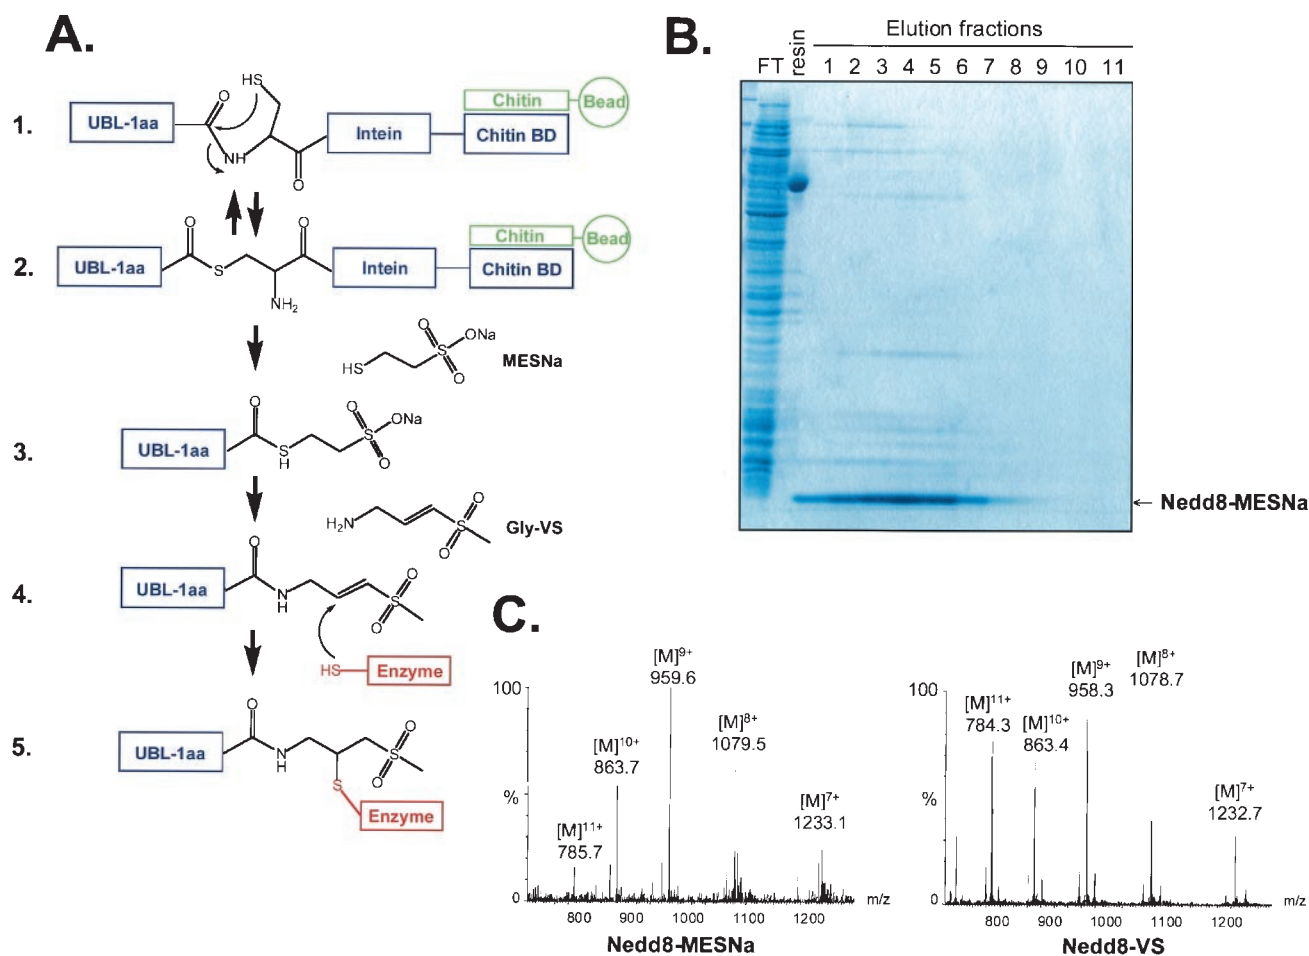 A.
1.
UBL-1aa
O
HS
NH
O
Intein
Chitin
Bead
Chitin BD
2.
UBL-1aa
O
S
NH2
O
Intein
Chitin
Bead
Chitin BD
HS
O
S
ONa
O
MESNa
3.
UBL-1aa
O
S
H
O
S
ONa
O
H2N
O
S
O
Gly-VS
4.
UBL-1aa
O
N
H
O
S
O
HS
Enzyme
5.
UBL-1aa
O
N
H
O
S
O
S
Enzyme
B.
Elution fractions
FT resin 1 2 3 4 5 6 7 8 9 10 11
← Nedd8-MESNa
C.
100
%
0
[M]11+
785.7
[M]10+
863.7
[M]9+
959.6
[M]8+
1079.5
[M]7+
1233.1
800 900 1000 1100 1200 m/z
Nedd8-MESNa
100
%
0
[M]11+
784.3
[M]10+
863.4
[M]9+
958.3
[M]8+
1078.7
[M]7+
1232.7
800 900 1000 1100 1200 m/z
Nedd8-VS